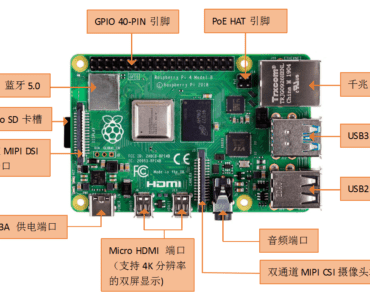 GPIO 40-PIN 引脚
PoE HAT 引脚
蓝牙 5.0
千兆
o SD 卡槽
USB3
MIPI DSI
口
USB2
BA 供电端口
Micro HDMI 端口
（支持 4K 分辨率
的双屏显示)
音频端口
双通道 MIPI CSI 摄像头
Raspberry Pi 4 Model B
©Raspberry Pi 2018
TRXCOM
China
FC
CE
HDMI